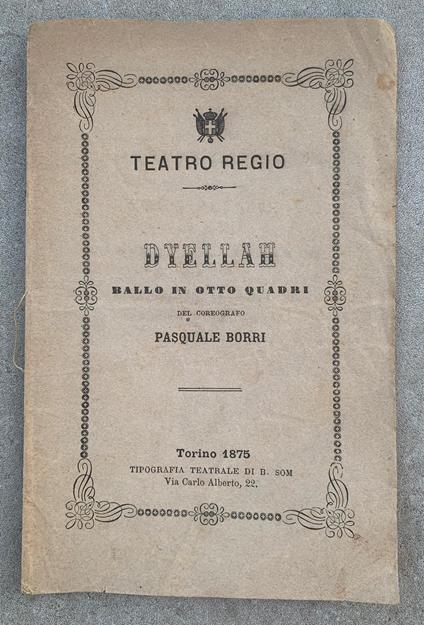 TEATRO REGIO
DYELLAH
BALLO IN OTTO QUADRI
DEL COREOGRAFO
PASQUALE BORRI
Torino 1875
TIPOGRAFIA TEATRALE DI B. SOM
Via Carlo Alberto, 22.